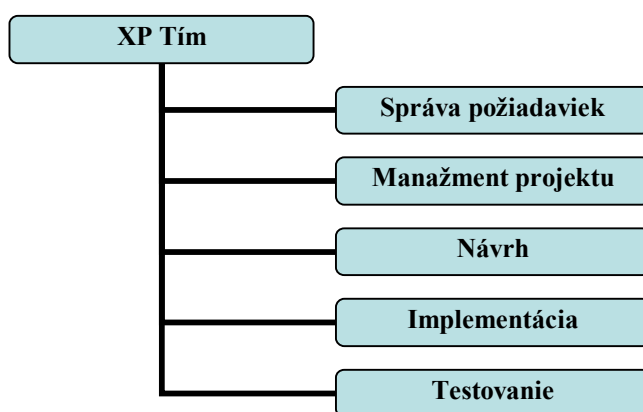 XP Tím
Správa požiadaviek
Manažment projektu
Návrh
Implementácia
Testovanie